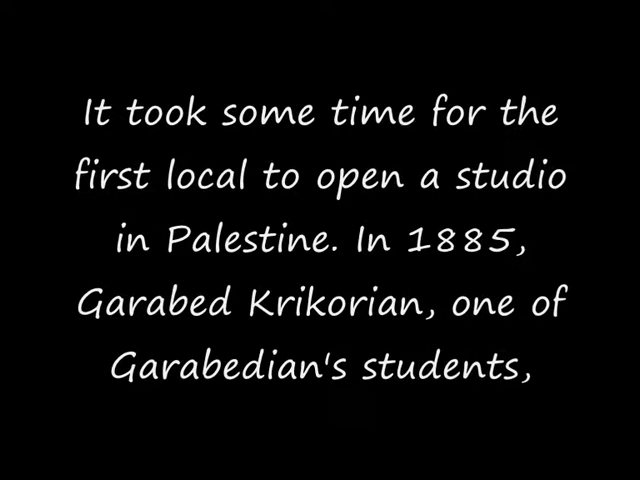 It took some time for the
first local to open a studio
in Palestine. In 1885,
Garabed Krikorian, one of
Garabedian's students,